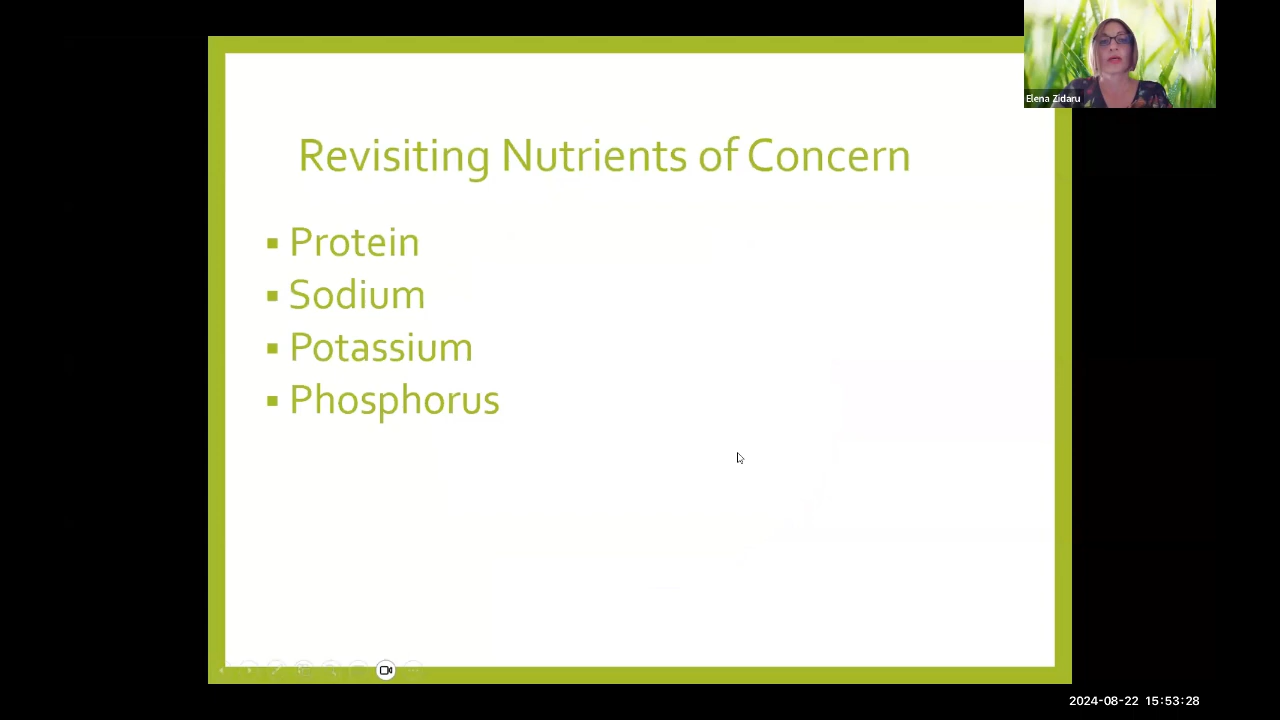 Elena Zidaru
Revisiting Nutrients of Concern
▪ Protein
▪ Sodium
▪ Potassium
▪ Phosphorus
2024-08-22 15:53:28